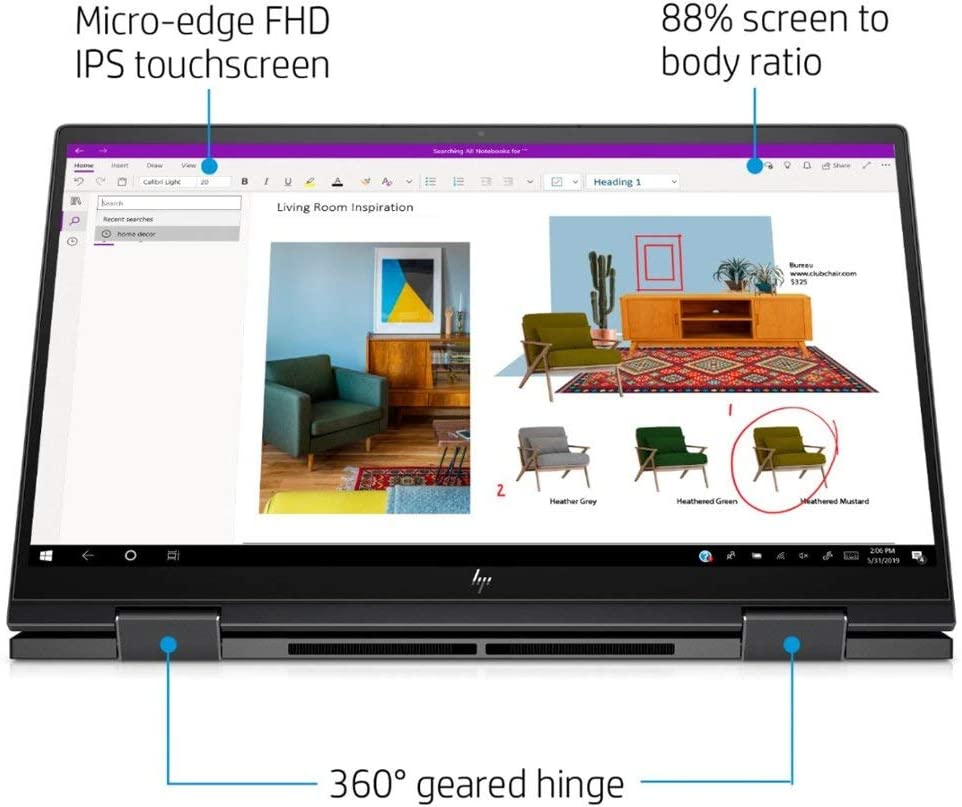 Micro-edge FHD
IPS touchscreen
88% screen to
body ratio
Searching All Notebooks for ""
Home Insert Draw View
Share
Calibri Light 20 B I U A Heading 1
Search
Recent searches
home decor
Living Room Inspiration
Bureau
www.clubchair.com
$325
1
2
Heather Grey Heathered Green Heathered Mustard
2:06 PM
5/31/2019
4
hp
360° geared hinge